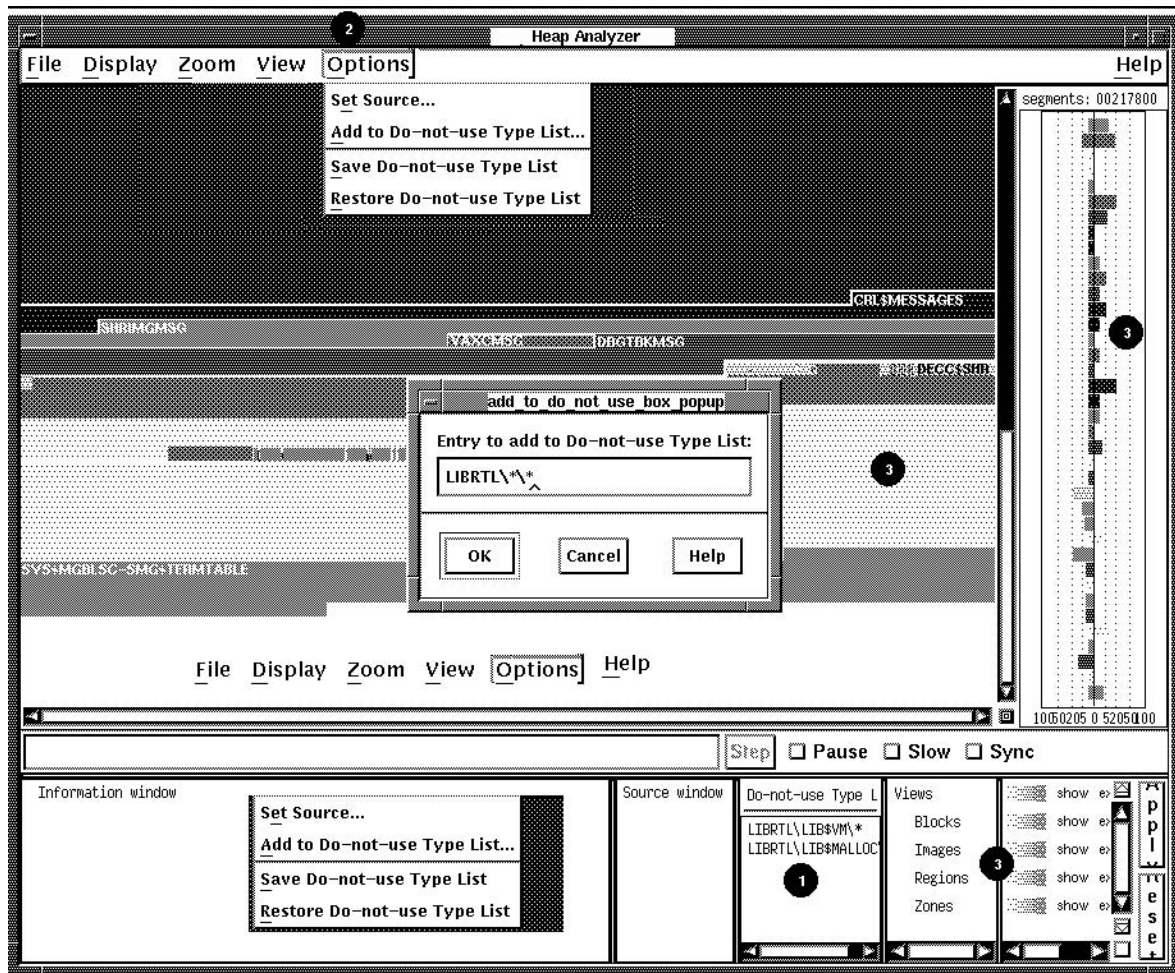 2
Heap Analyzer
File Display Zoom View Options Help
Set Source...
Add to Do-not-use Type List...
Save Do-not-use Type List
Restore Do-not-use Type List
segments: 00217800
CRL$MESSAGES
SHRIMGMSG
VAXCMSG DBGTBKMSG
3
DECC$SHR
add_to_do_not_use_box_popup
Entry to add to Do-not-use Type List:
LIBRTL\*\*
3
OK Cancel Help
File Display Zoom View Options Help
10050205 0 52050100
Step Pause Slow Sync
Information window
Set Source...
Add to Do-not-use Type List...
Save Do-not-use Type List
Restore Do-not-use Type List
Source window
Do-not-use Type L
LIBRTL\LIB$VM\*
LIBRTL\LIB$MALLOC
1
Views
Blocks
Images
Regions
Zones
3
show e
show e
show e
show e
show e